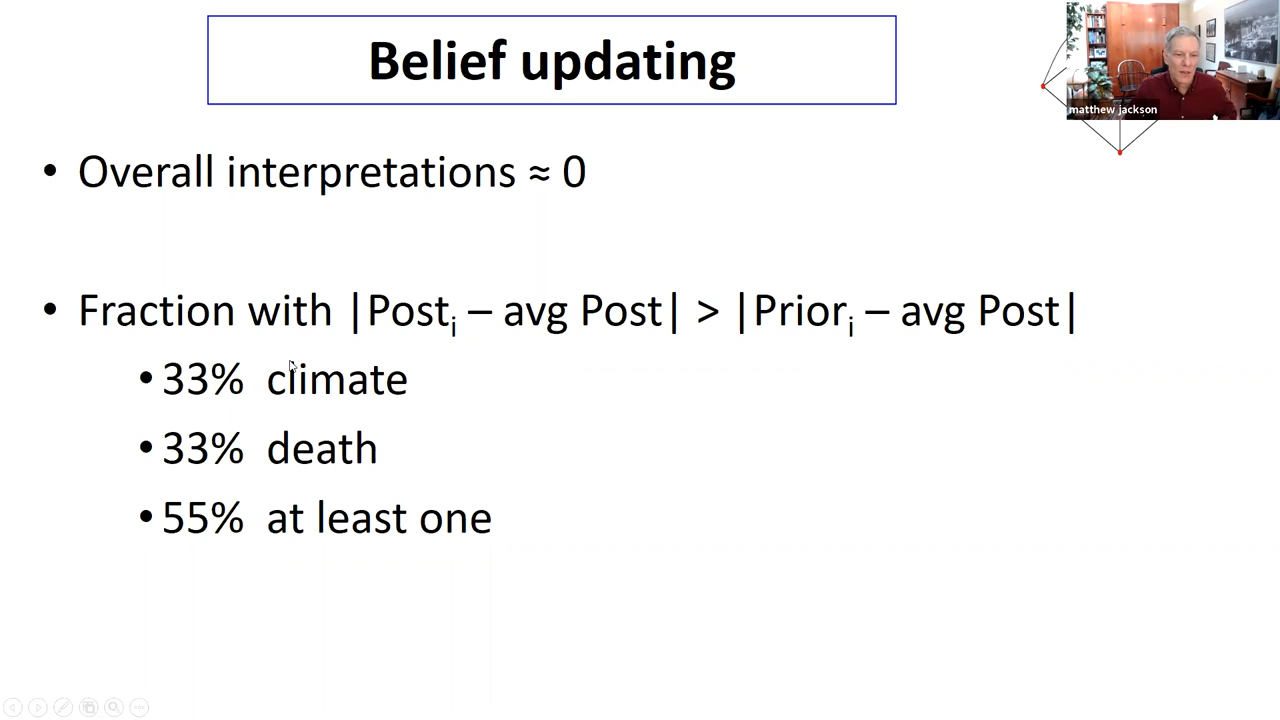 Belief updating
matthew jackson
• Overall interpretations ≈ 0
• Fraction with |Postᵢ – avg Post| > |Priorᵢ – avg Post|
• 33% climate
• 33% death
• 55% at least one